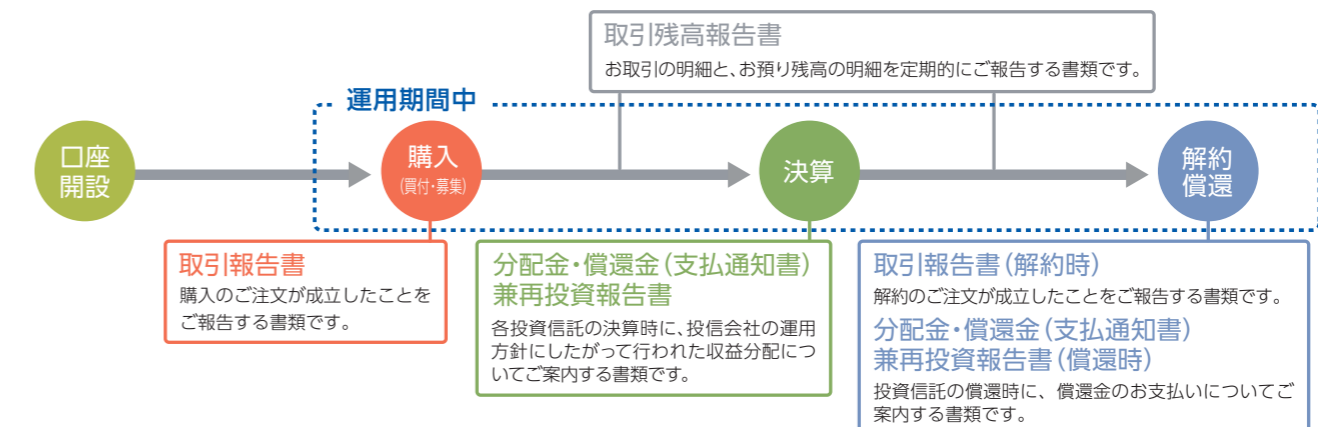 取引残高報告書
お取引の明細と、お預り残高の明細を定期的にご報告する書類です。
運用期間中
口座
開設
購入
(買付・募集)
決算
解約
償還
取引報告書
購入のご注文が成立したことを
ご報告する書類です。
分配金・償還金(支払通知書)
兼再投資報告書
各投資信託の決算時に、投信会社の運用
方針にしたがって行われた収益分配につ
いてご案内する書類です。
取引報告書(解約時)
解約のご注文が成立したことをご報告する書類です。
分配金・償還金(支払通知書)
兼再投資報告書(償還時)
投資信託の償還時に、償還金のお支払いについてご
案内する書類です。